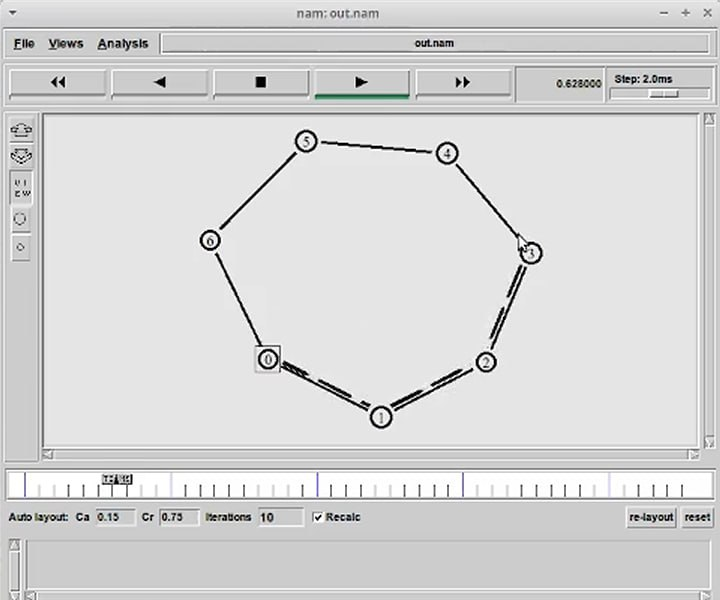 nam: out.nam
File Views Analysis out.nam
0.628000 Step: 2.0ms
5
4
6
3
0
2
1
Auto layout: Ca 0.15 Cr 0.75 Iterations 10 Recalc re-layout reset